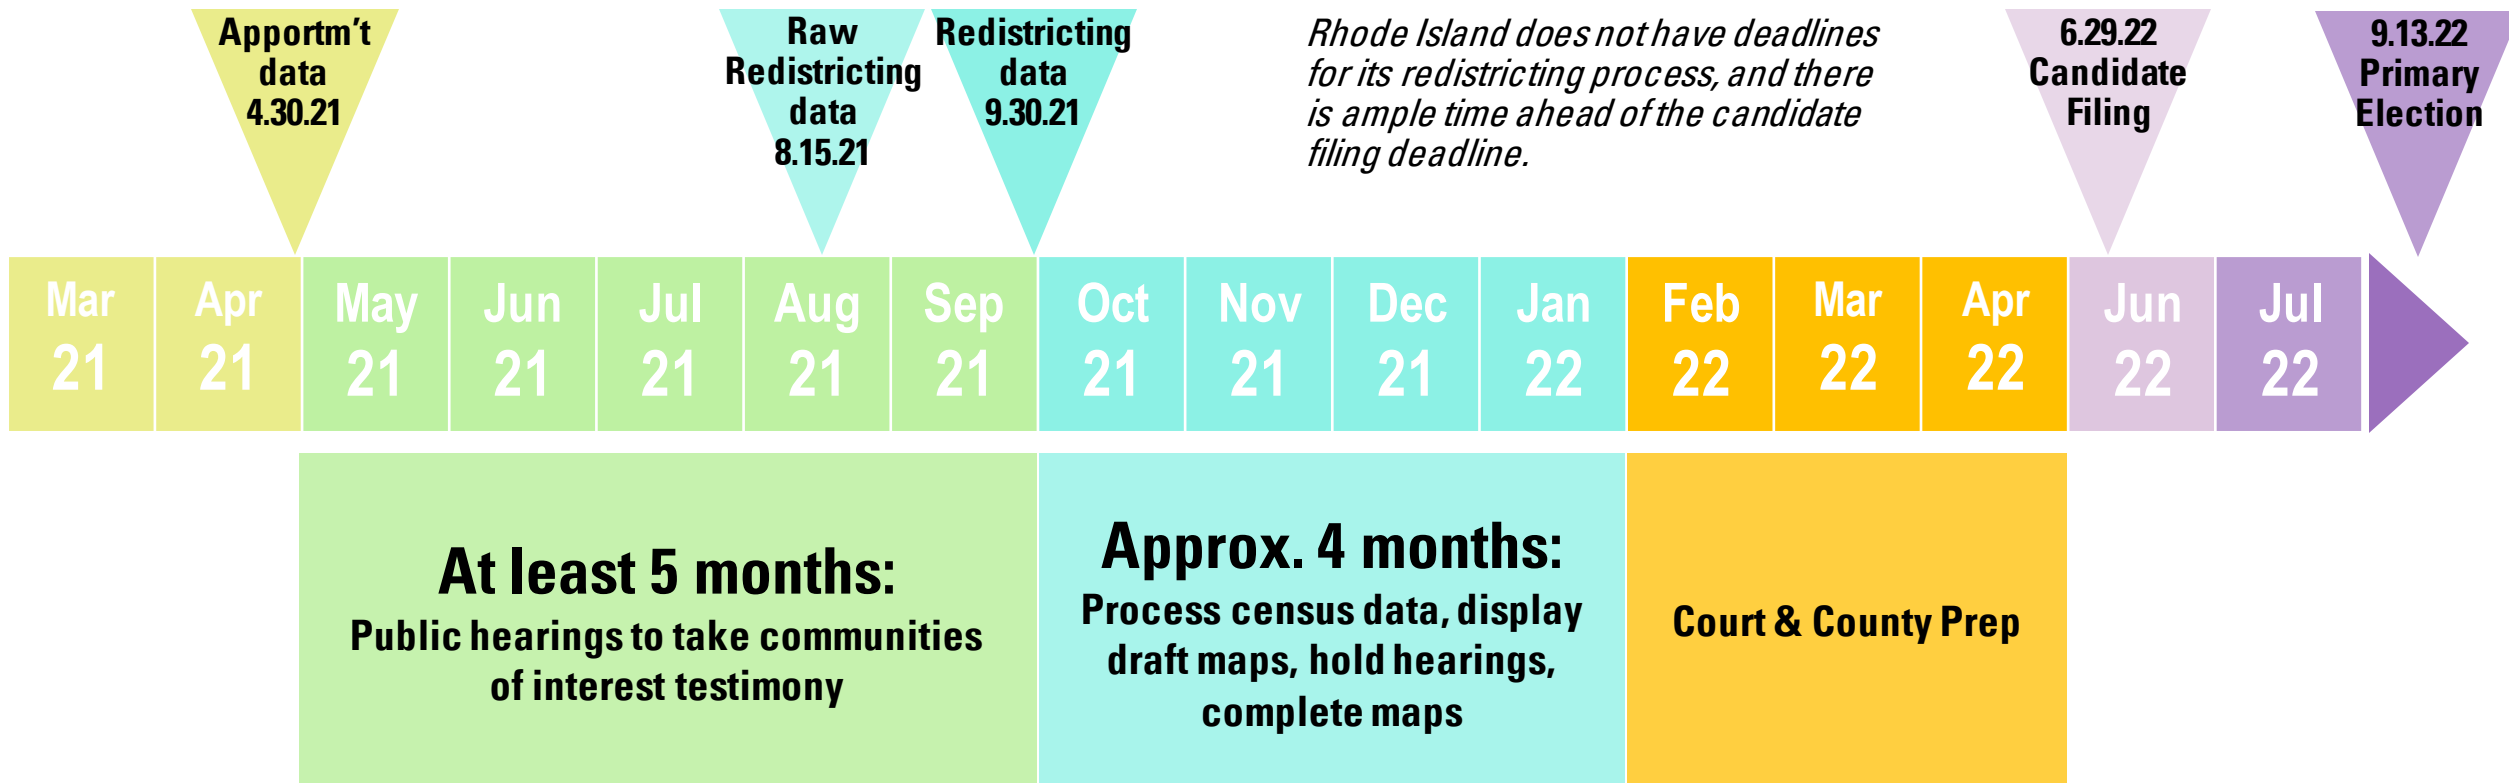 Apportm't
data
4.30.21
Raw
Redistricting
data
8.15.21
Redistricting
data
9.30.21
Rhode Island does not have deadlines
for its redistricting process, and there
is ample time ahead of the candidate
filing deadline.
6.29.22
Candidate
Filing
9.13.22
Primary
Election
Mar
21
Apr
21
May
21
Jun
21
Jul
21
Aug
21
Sep
21
Oct
21
Nov
21
Dec
21
Jan
22
Feb
22
Mar
22
Apr
22
Jun
22
Jul
22
At least 5 months:
Public hearings to take communities
of interest testimony
Approx. 4 months:
Process census data, display
draft maps, hold hearings,
complete maps
Court & County Prep